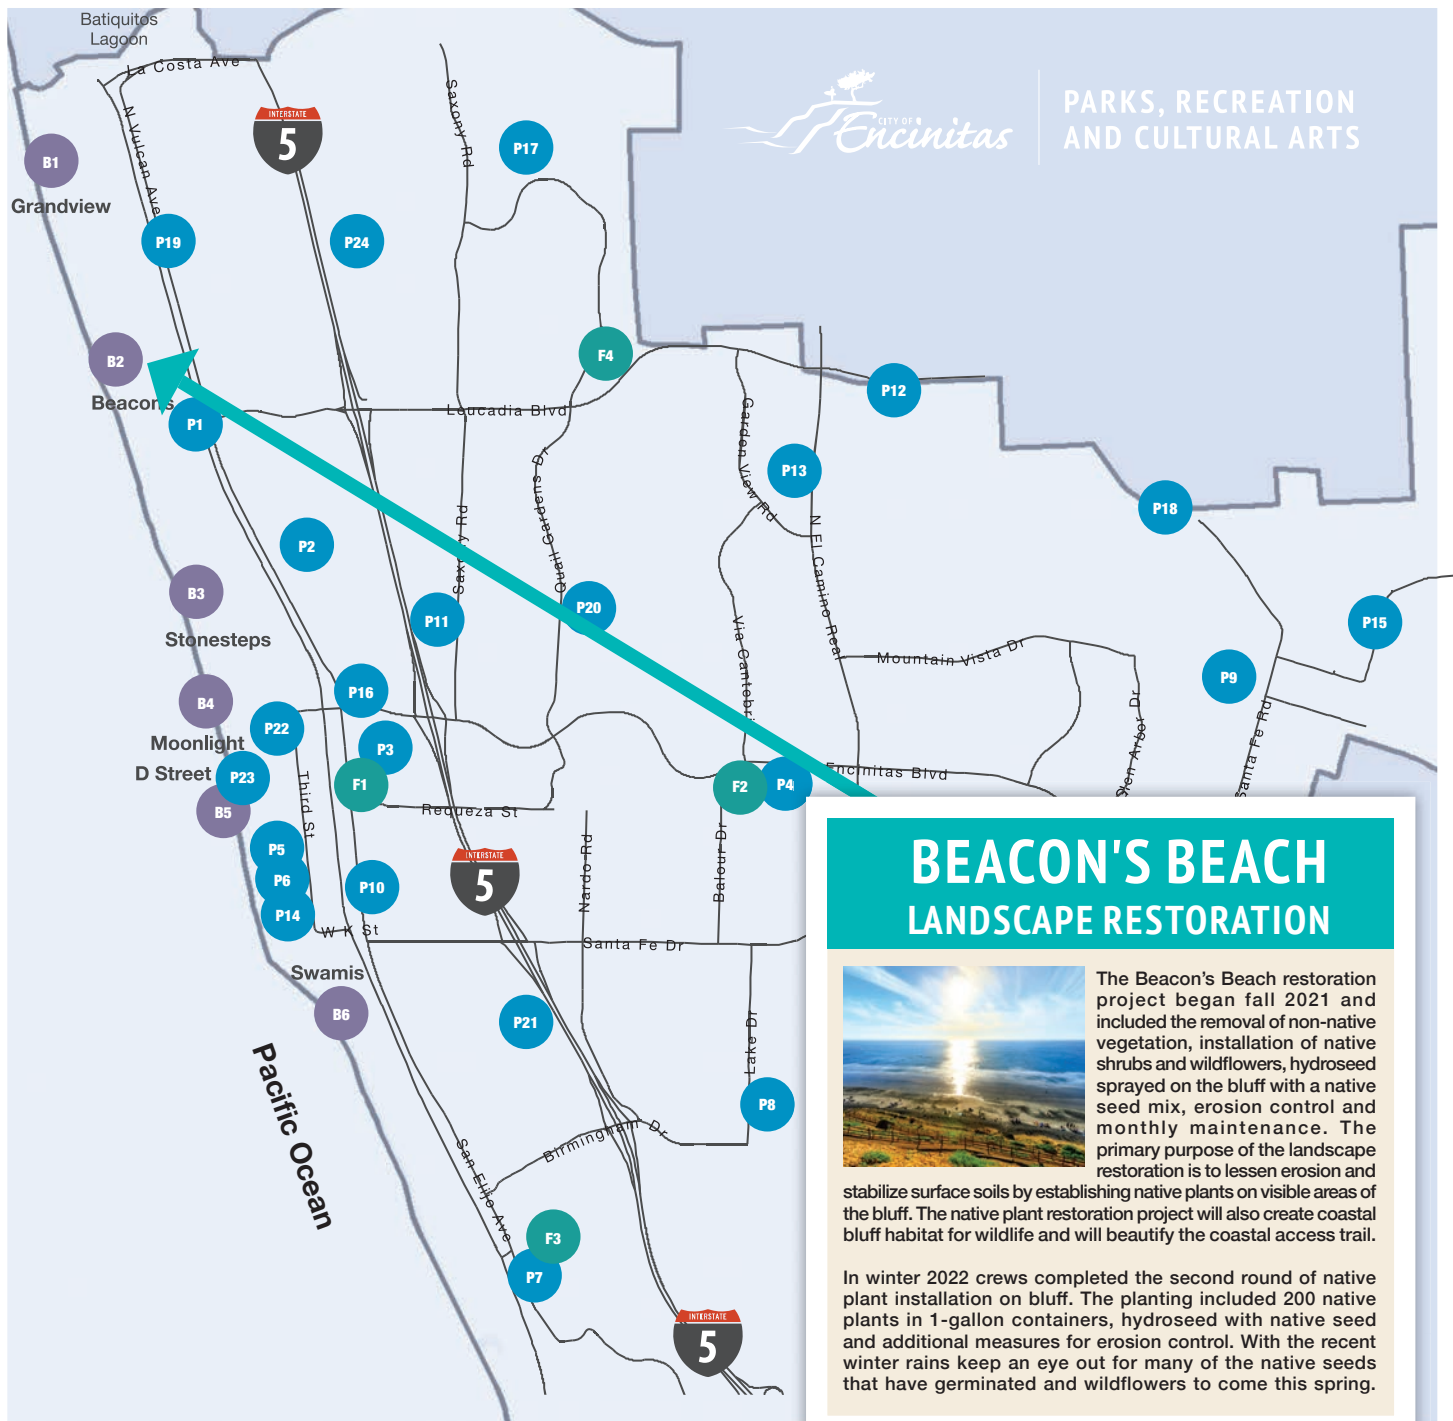 Batiquitos
Lagoon
La Costa Ave
N Vulcan Ave
Saxony Rd
INTERSTATE
5
CITY OF
Encinitas
PARKS, RECREATION
AND CULTURAL ARTS
B1
Grandview
P17
P19
P24
B2
Beacons
F4
P1
Leucadia Blvd
P12
Garden View Rd
P13
Quail Gardens Dr
P18
P2
Saxony Rd
N El Camino Real
B3
Stonesteps
P11
P20
P15
Via Cantebri
Mountain Vista Dr
P9
B4
Moonlight
P16
P22
P3
D Street
P23
F1
F2
P4
Encinitas Blvd
Glen Arbor Dr
Santa Fe Rd
B5
Third St
Requeza St
P5
P6
P14
P10
INTERSTATE
5
Nardo Rd
Balour Dr
W K St
Santa Fe Dr
Swamis
B6
P21
Lake Dr
P8
Pacific Ocean
Birmingham Dr
San Elijo Ave
F3
P7
INTERSTATE
5
BEACON'S BEACH
LANDSCAPE RESTORATION
The Beacon’s Beach restoration
project began fall 2021 and
included the removal of non-native
vegetation, installation of native
shrubs and wildflowers, hydroseed
sprayed on the bluff with a native
seed mix, erosion control and
monthly maintenance. The
primary purpose of the landscape
restoration is to lessen erosion and
stabilize surface soils by establishing native plants on visible areas of
the bluff. The native plant restoration project will also create coastal
bluff habitat for wildlife and will beautify the coastal access trail.
In winter 2022 crews completed the second round of native
plant installation on bluff. The planting included 200 native
plants in 1-gallon containers, hydroseed with native seed
and additional measures for erosion control. With the recent
winter rains keep an eye out for many of the native seeds
that have germinated and wildflowers to come this spring.